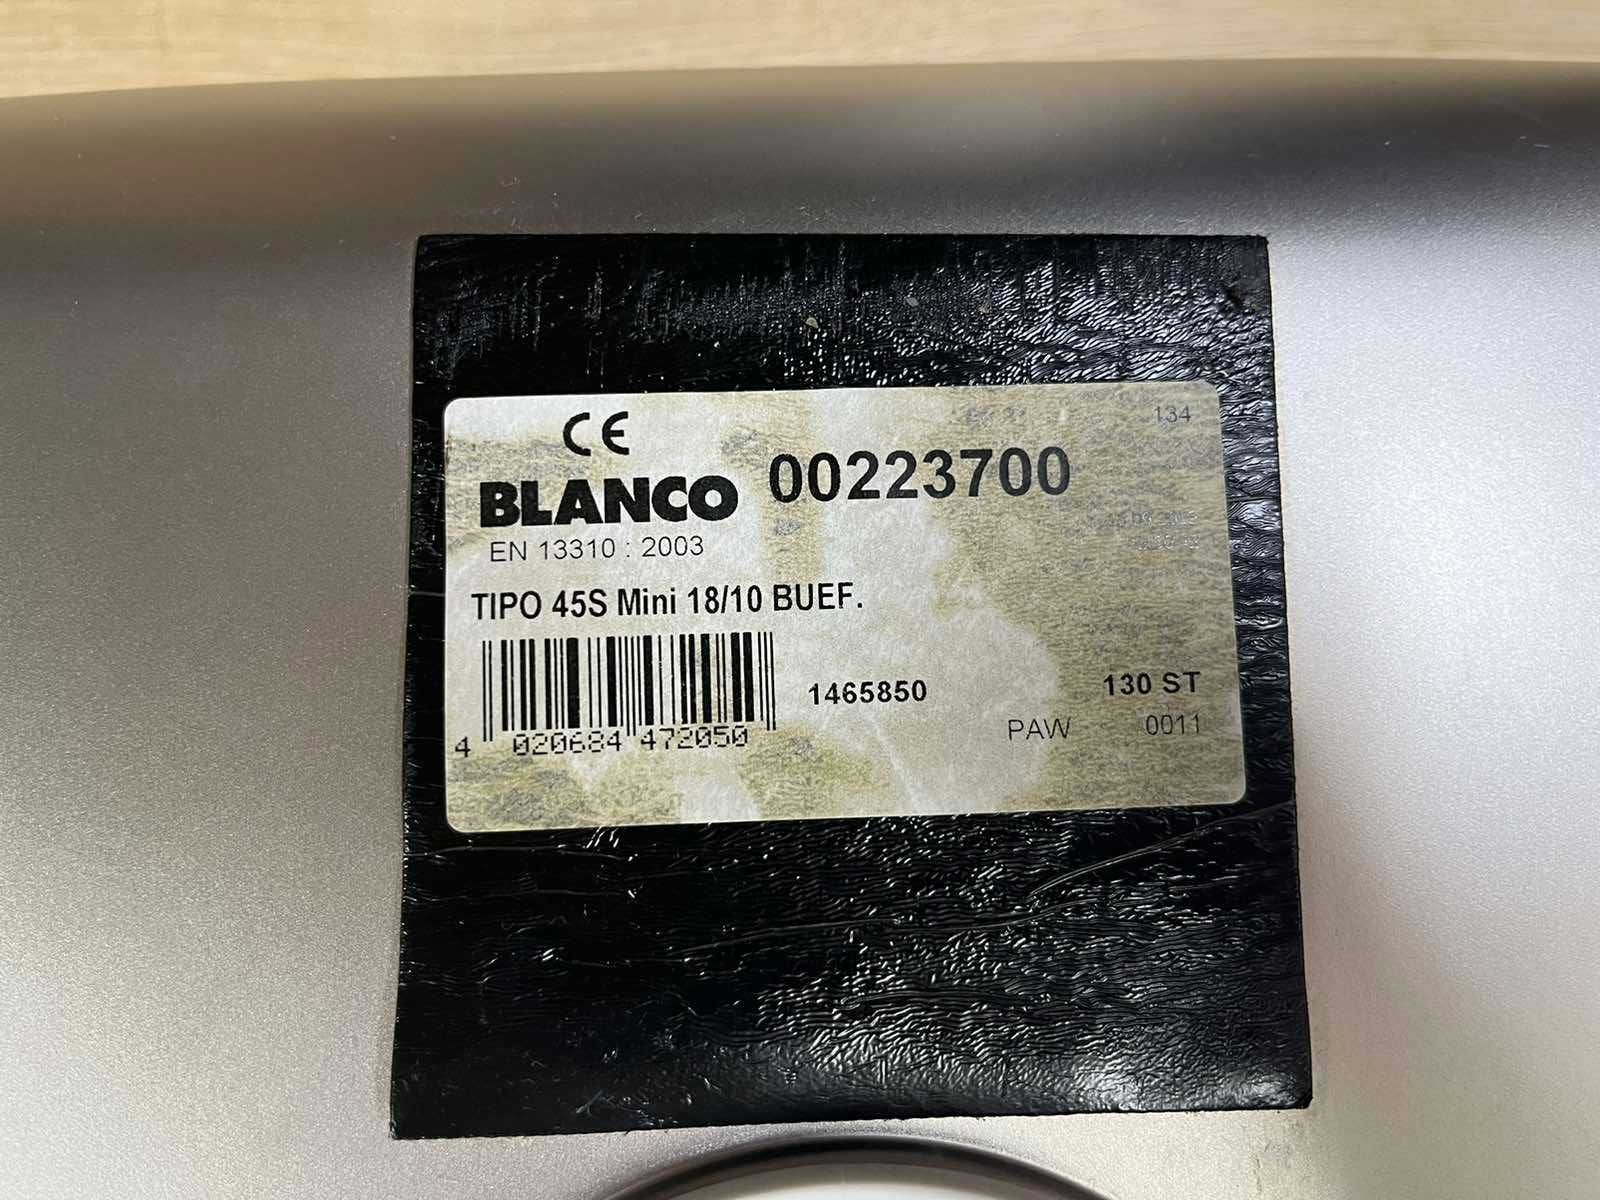 CE
134
BLANCO 00223700
EN 13310 : 2003
TIPO 45S Mini 18/10 BUEF.
1465850 130 ST
PAW 0011
4 020684 472050